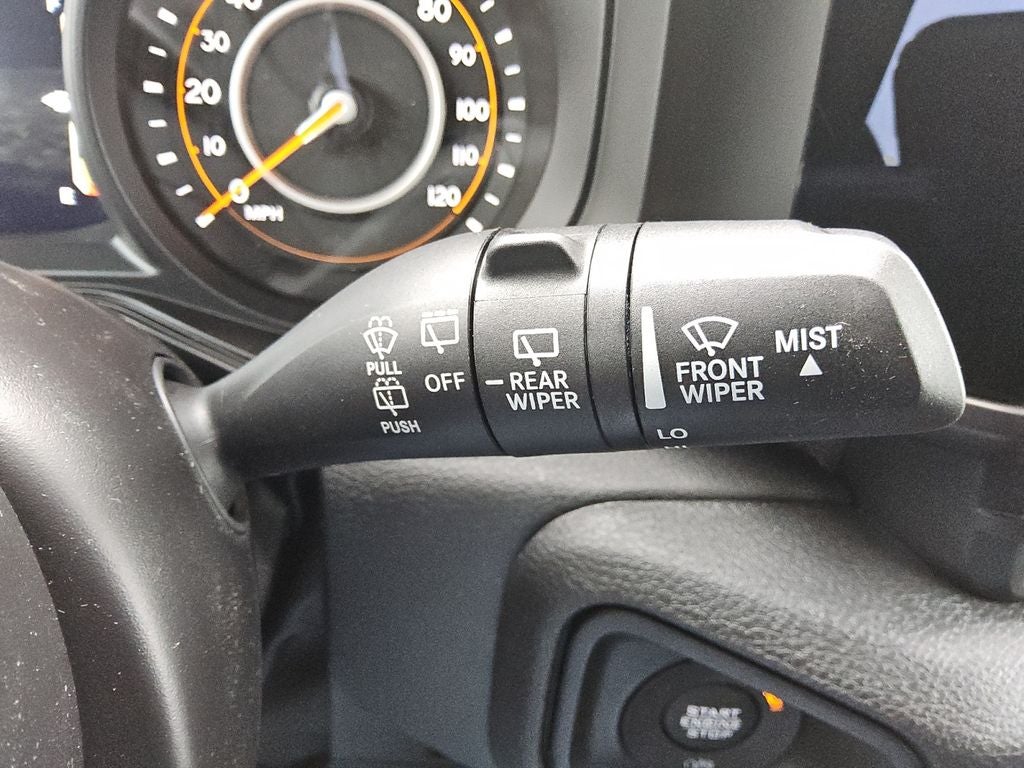 40
30
20
10
0
MPH
80
90
100
110
120
E
PULL
PUSH
OFF
REAR
WIPER
FRONT
WIPER
MIST
LO
START
ENGINE
STOP